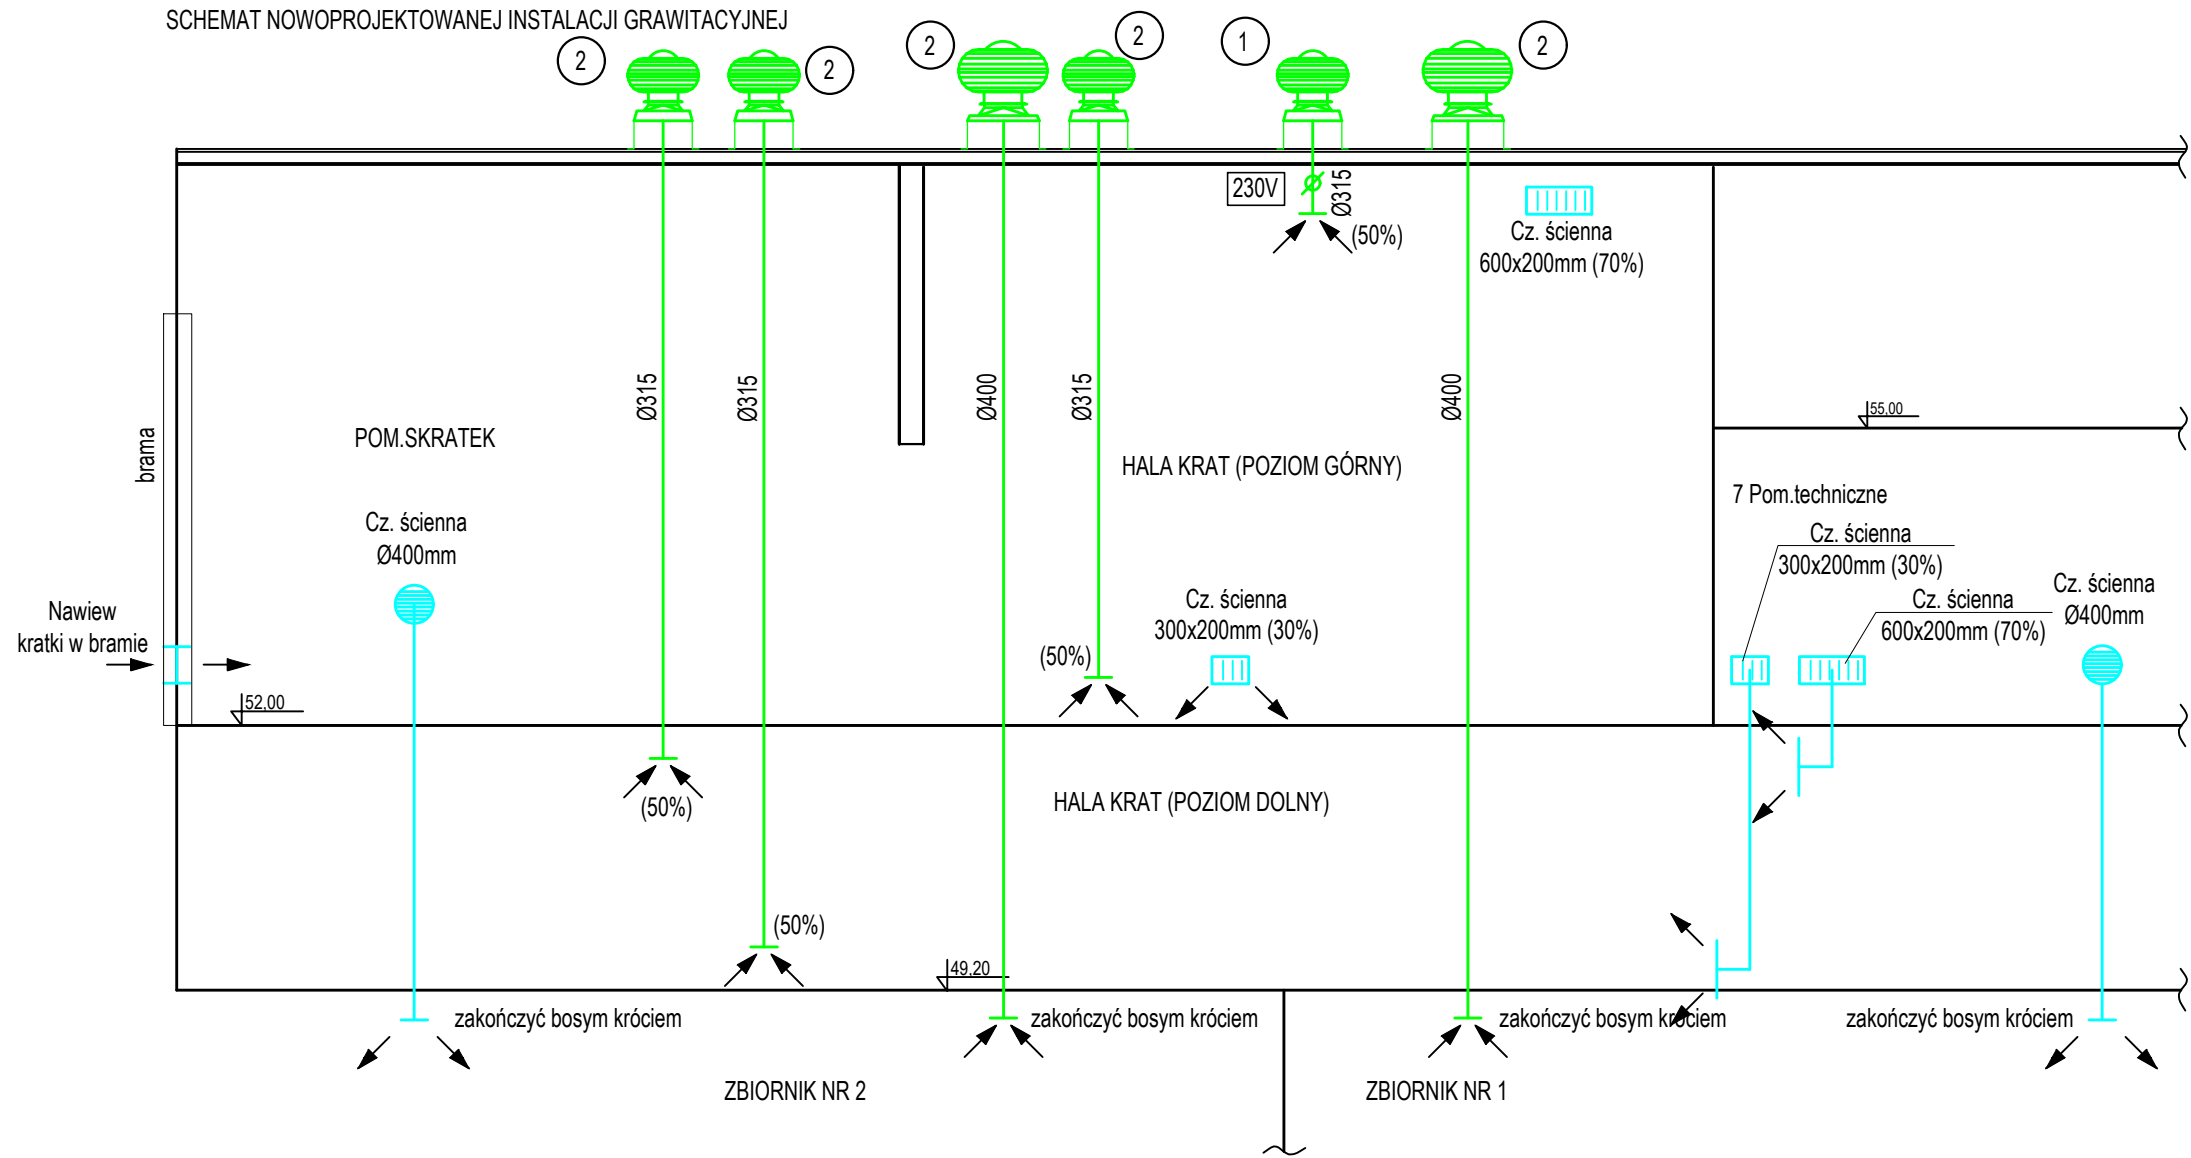 SCHEMAT NOWOPROJEKTOWANEJ INSTALACJI GRAWITACYJNEJ
2
2
2
2
1
2
230V
Ø315
(50%)
Cz. ścienna
600x200mm (70%)
Ø315
Ø315
Ø400
Ø315
Ø400
55,00
brama
POM.SKRATEK
HALA KRAT (POZIOM GÓRNY)
7 Pom.techniczne
Cz. ścienna
Ø400mm
Cz. ścienna
300x200mm (30%)
Cz. ścienna
600x200mm (70%)
Cz. ścienna
Ø400mm
Nawiew
kratki w bramie
Cz. ścienna
300x200mm (30%)
(50%)
52,00
(50%)
HALA KRAT (POZIOM DOLNY)
(50%)
49,20
zakończyć bosym króciem
zakończyć bosym króciem
zakończyć bosym króciem
zakończyć bosym króciem
ZBIORNIK NR 2
ZBIORNIK NR 1